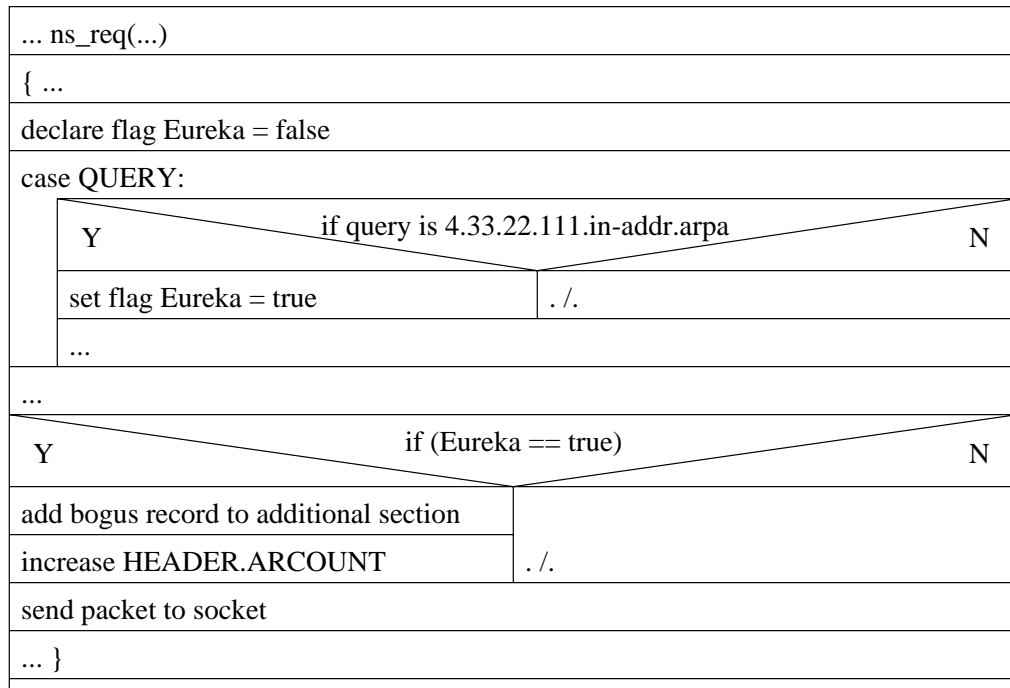 ... ns_req(...)
{ ...
declare flag Eureka = false
case QUERY:
if query is 4.33.22.111.in-addr.arpa
Y
N
set flag Eureka = true
. /.
...
...
if (Eureka == true)
Y
N
add bogus record to additional section
increase HEADER.ARCOUNT
. /.
send packet to socket
... }